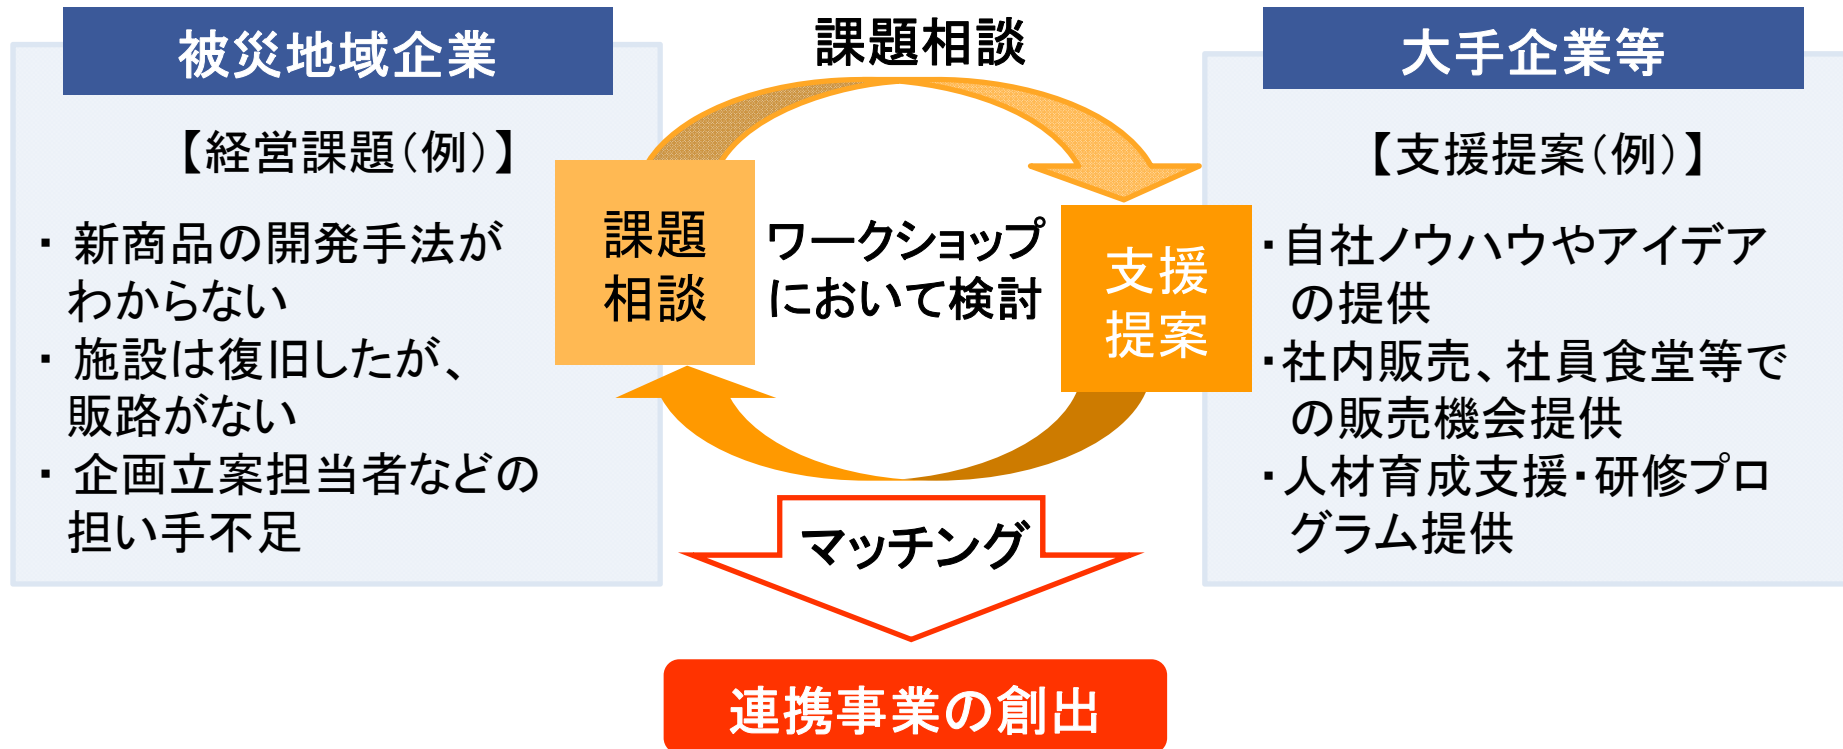 被災地域企業
【経営課題（例）】
・ 新商品の開発手法が
わからない
・ 施設は復旧したが、
販路がない
・ 企画立案担当者などの
担い手不足
課題相談
課題
相談
ワークショップ
において検討
支援
提案
マッチング
連携事業の創出
大手企業等
【支援提案（例）】
・自社ノウハウやアイデア
の提供
・社内販売、社員食堂等で
の販売機会提供
・人材育成支援・研修プロ
グラム提供